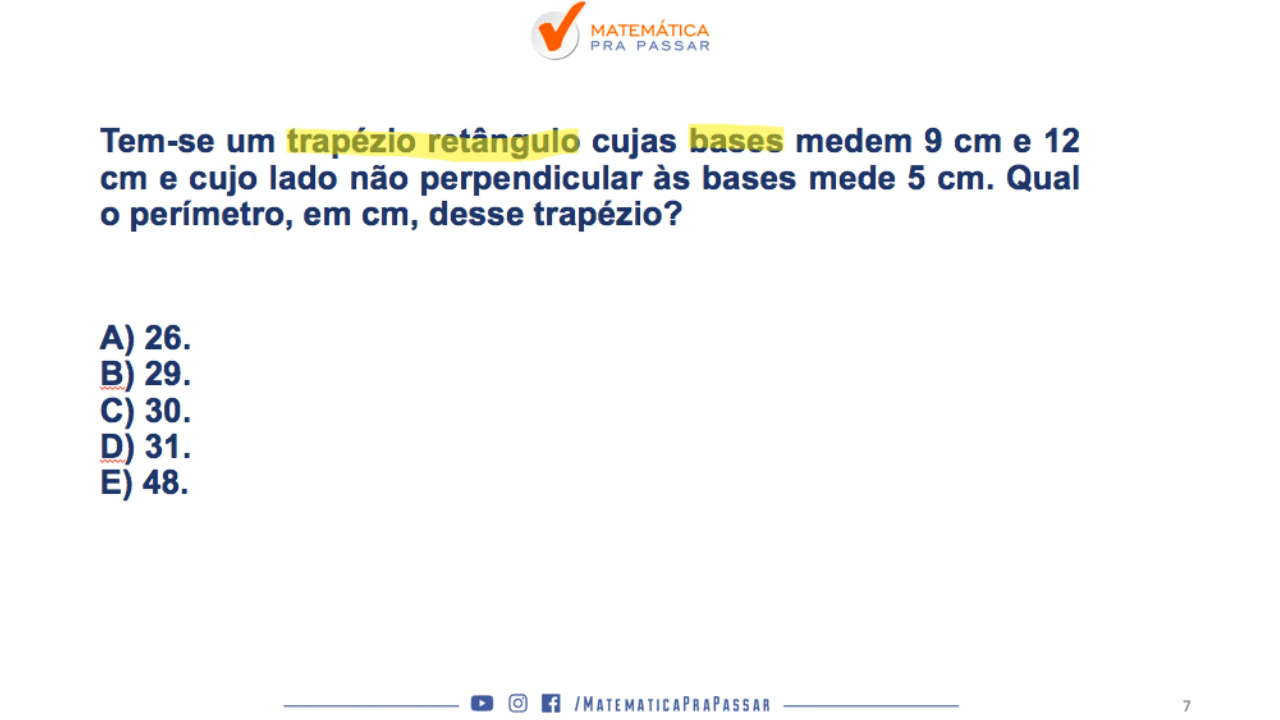 MATEMÁTICA
PRA PASSAR
Tem-se um trapézio retângulo cujas bases medem 9 cm e 12
cm e cujo lado não perpendicular às bases mede 5 cm. Qual
o perímetro, em cm, desse trapézio?
A) 26.
B) 29.
C) 30.
D) 31.
E) 48.
/MATEMATICAPRAPASSAR
7